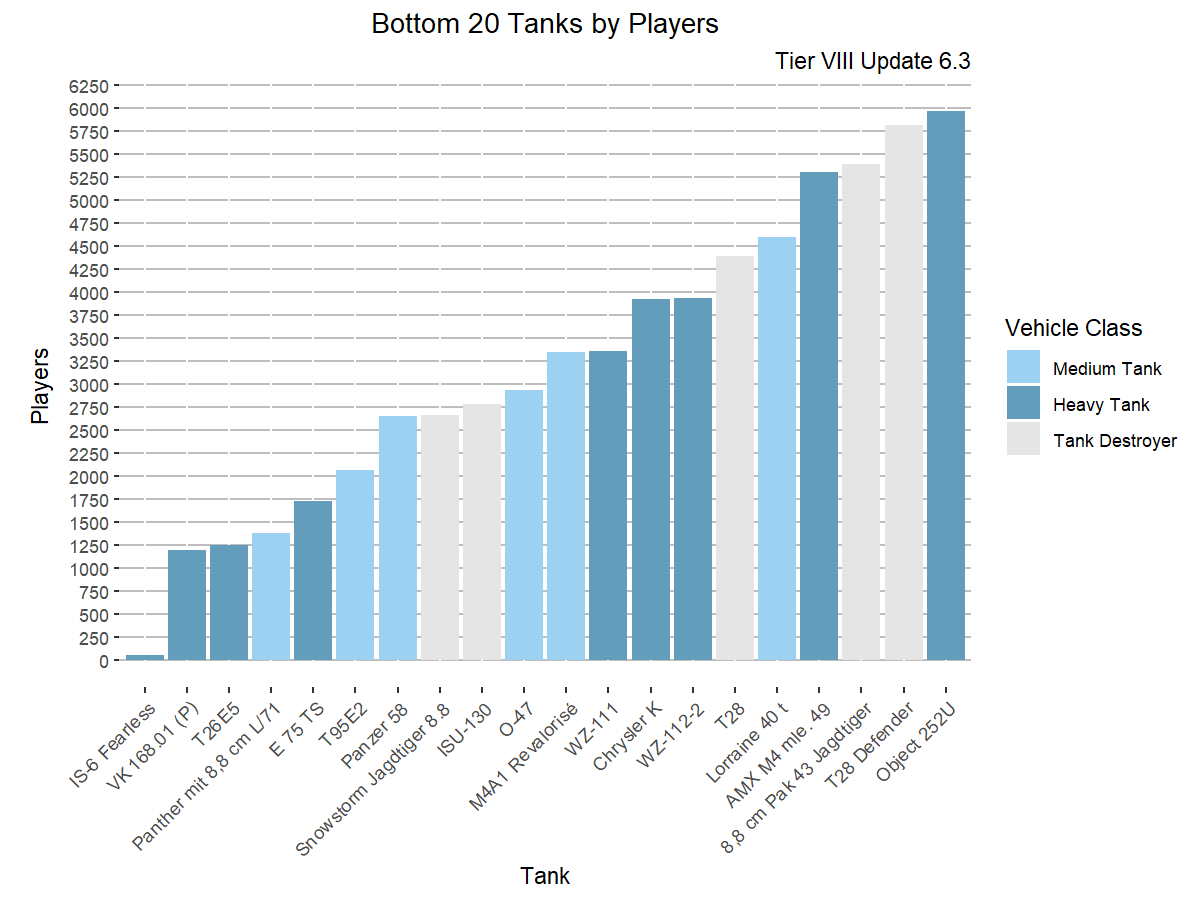 Bottom 20 Tanks by Players
Tier VIII Update 6.3
Players
6250
6000
5750
5500
5250
5000
4750
4500
4250
4000
3750
3500
3250
3000
2750
2500
2250
2000
1750
1500
1250
1000
750
500
250
0
IS-6 Fearless
VK 168.01 (P)
T26E5
Panther mit 8,8 cm L/71
E 75 TS
T95E2
Panzer 58
Snowstorm Jagdtiger 8.8
ISU-130
O-47
M4A1 Revalorisé
WZ-111
Chrysler K
WZ-112-2
T28
Lorraine 40 t
AMX M4 mle. 49
8,8 cm Pak 43 Jagdtiger
T28 Defender
Object 252U
Tank
Vehicle Class
Medium Tank
Heavy Tank
Tank Destroyer